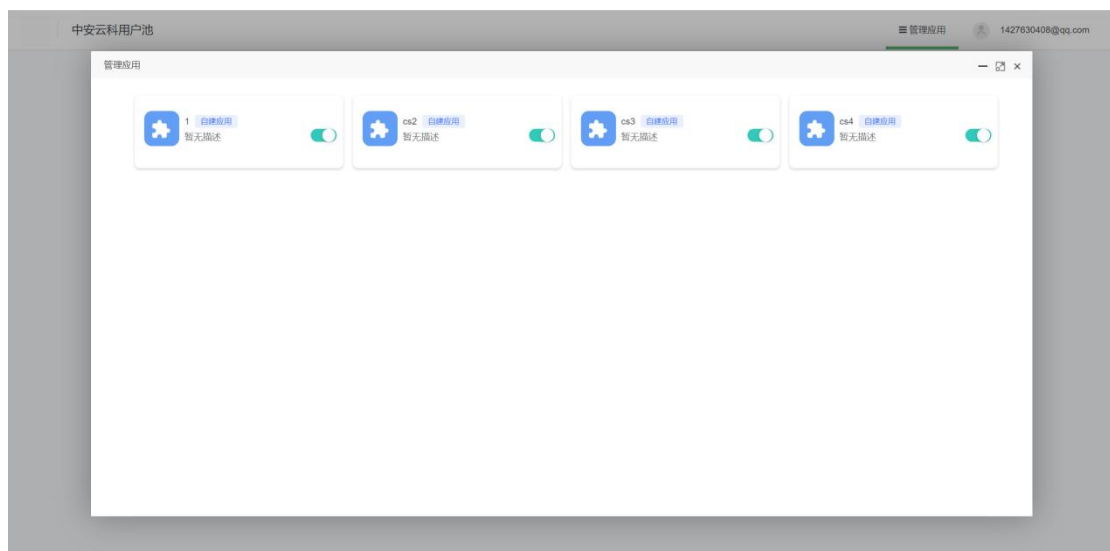 中安云科用户池
管理应用
1427630408@qq.com
管理应用
1 自建应用
暂无描述
cs2 自建应用
暂无描述
cs3 自建应用
暂无描述
cs4 自建应用
暂无描述